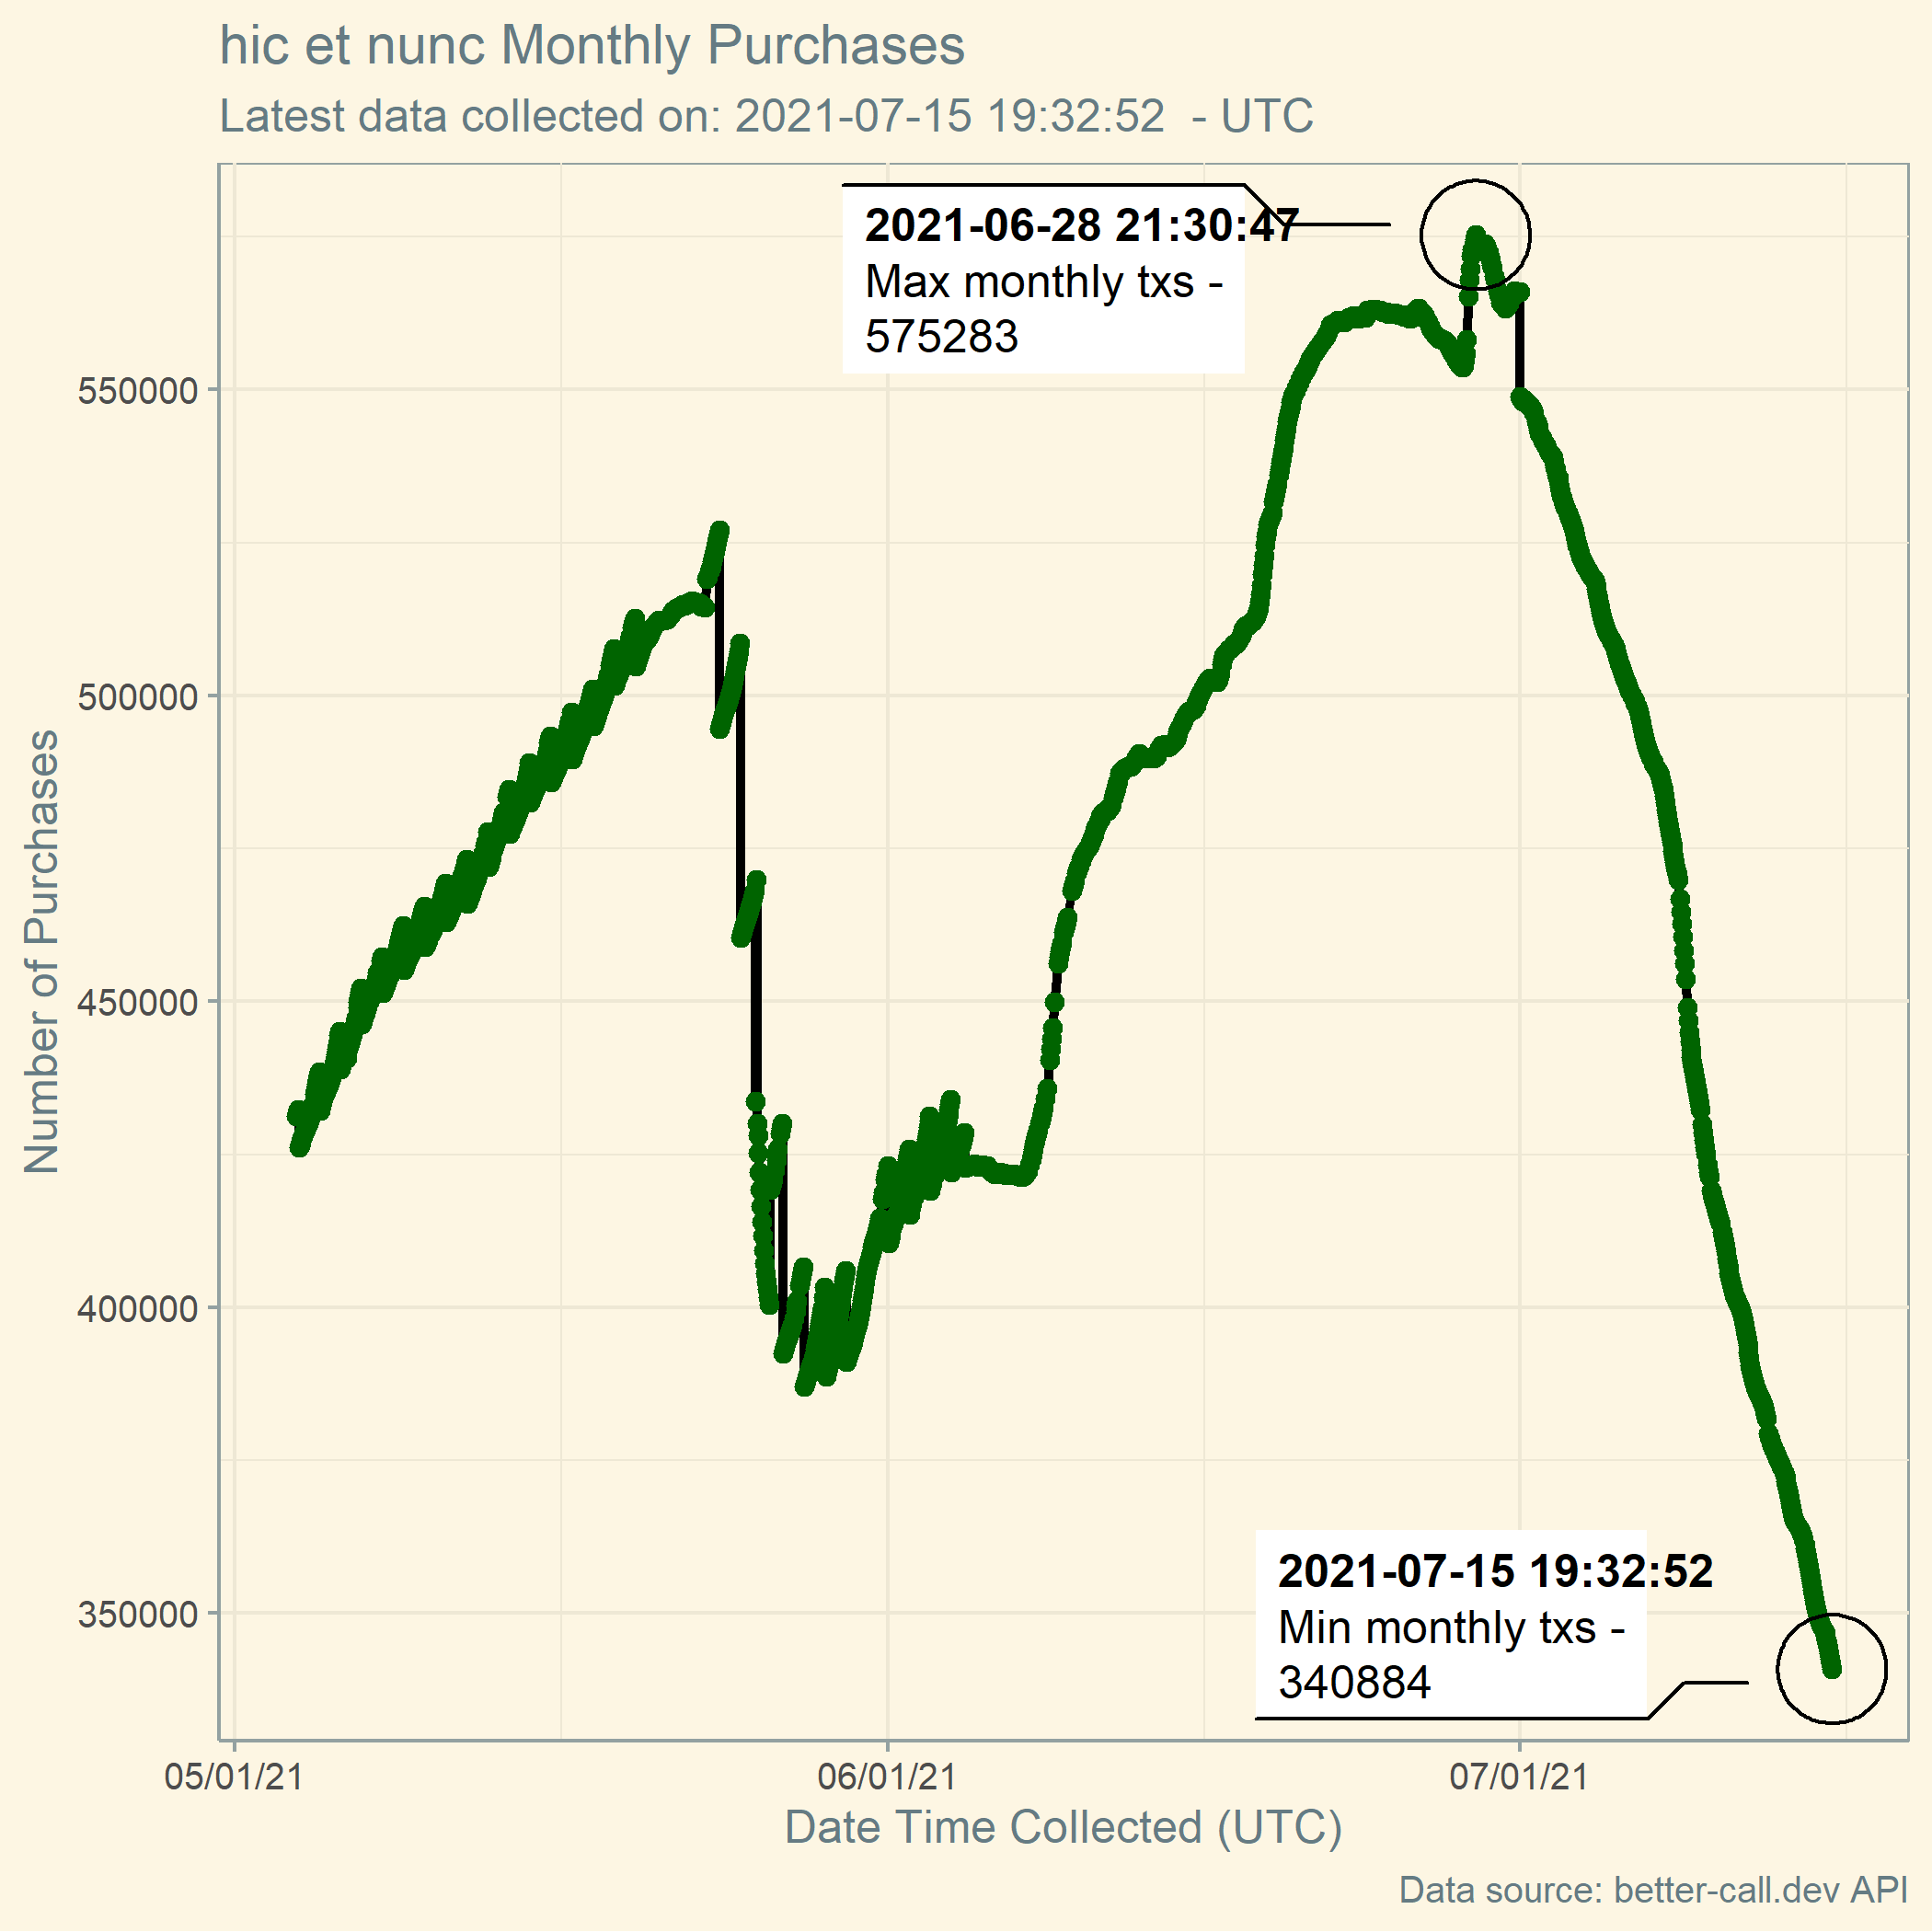 hic et nunc Monthly Purchases
Latest data collected on: 2021-07-15 19:32:52  - UTC
2021-06-28 21:30:47
Max monthly txs -
575283
550000
500000
450000
400000
350000
Number of Purchases
2021-07-15 19:32:52
Min monthly txs -
340884
05/01/21
06/01/21
07/01/21
Date Time Collected (UTC)
Data source: better-call.dev API